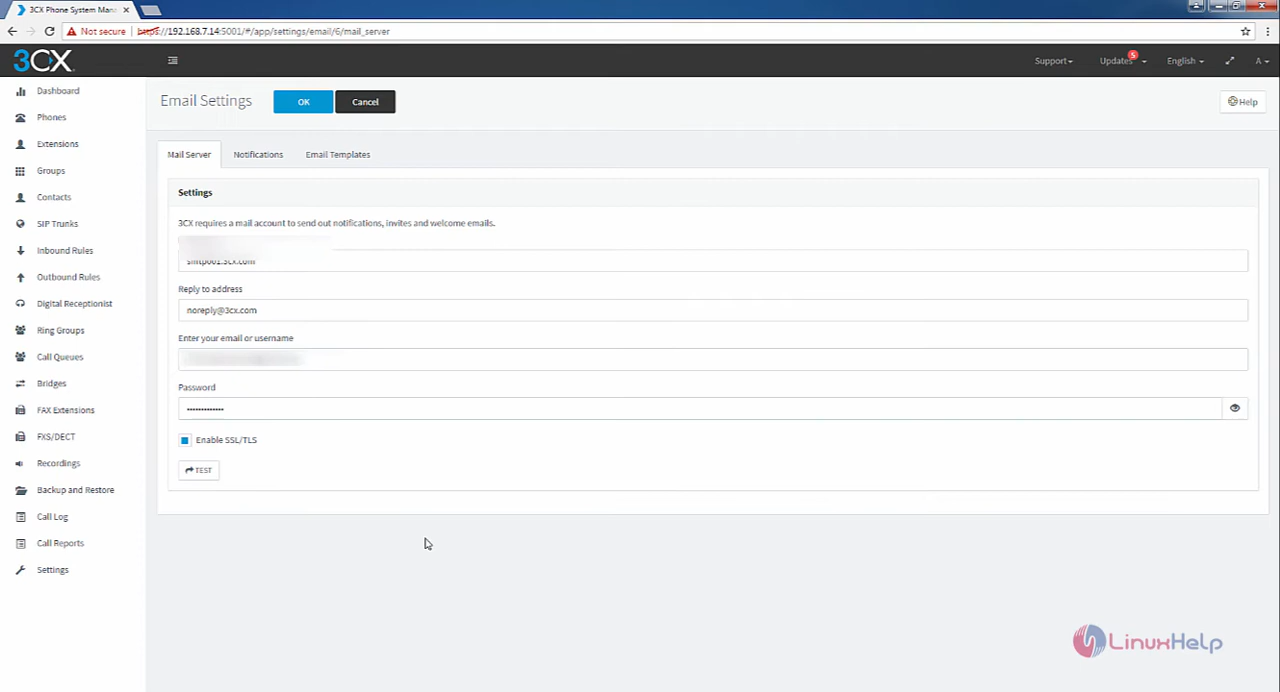 3CX Phone System Man
Not secure https://192.168.7.14:5001/#/app/settings/email/6/mail_server
3CX
Support
Updates 5
English
A
Dashboard
Phones
Extensions
Groups
Contacts
SIP Trunks
Inbound Rules
Outbound Rules
Digital Receptionist
Ring Groups
Call Queues
Bridges
FAX Extensions
FXS/DECT
Recordings
Backup and Restore
Call Log
Call Reports
Settings
Email Settings
OK
Cancel
Help
Mail Server
Notifications
Email Templates
Settings
3CX requires a mail account to send out notifications, invites and welcome emails.
smtp001.3cx.com
Reply to address
noreply@3cx.com
Enter your email or username
Password
•••••••••••••
Enable SSL/TLS
TEST
LinuxHelp